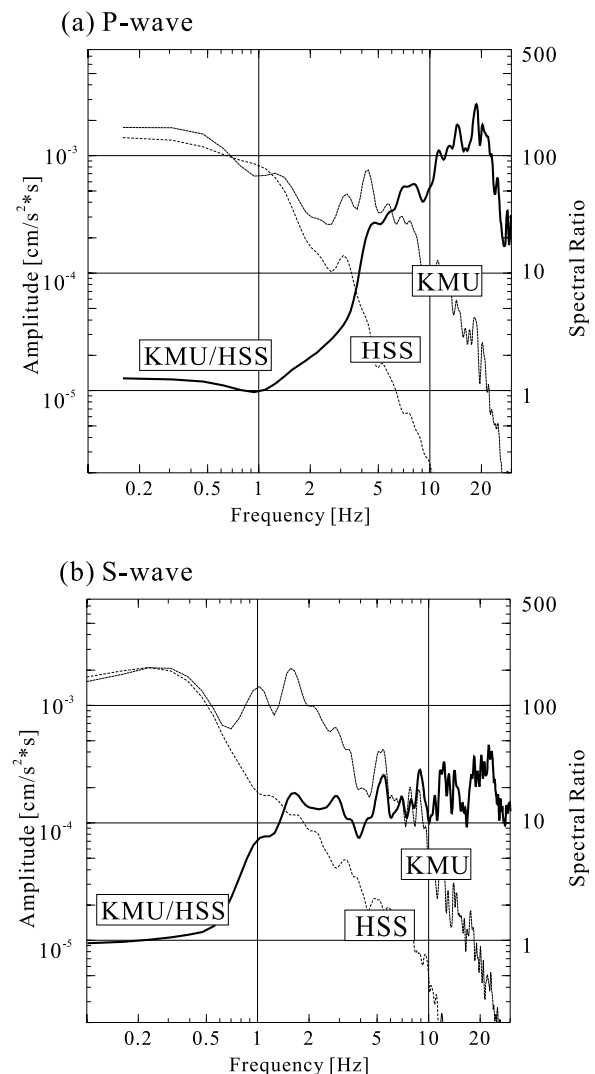 (a) P-wave
500
10⁻³
100
Amplitude [cm/s²*s]
Spectral Ratio
10⁻⁴
10
KMU
KMU/HSS
HSS
10⁻⁵
1
0.2 0.5 1 2 5 10 20
Frequency [Hz]
(b) S-wave
500
10⁻³
100
Amplitude [cm/s²*s]
Spectral Ratio
10⁻⁴
10
KMU
KMU/HSS
HSS
10⁻⁵
1
0.2 0.5 1 2 5 10 20
Frequency [Hz]